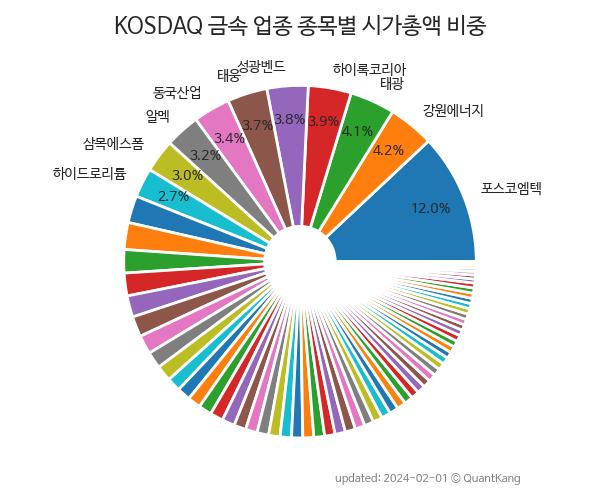 KOSDAQ 금속 업종 종목별 시가총액 비중
포스코엠텍
12.0%
강원에너지
4.2%
태광
4.1%
하이록코리아
3.9%
성광벤드
3.8%
태웅
3.7%
동국산업
3.4%
알멕
3.2%
삼목에스폼
3.0%
하이드로리튬
2.7%
updated: 2024-02-01 © QuantKang